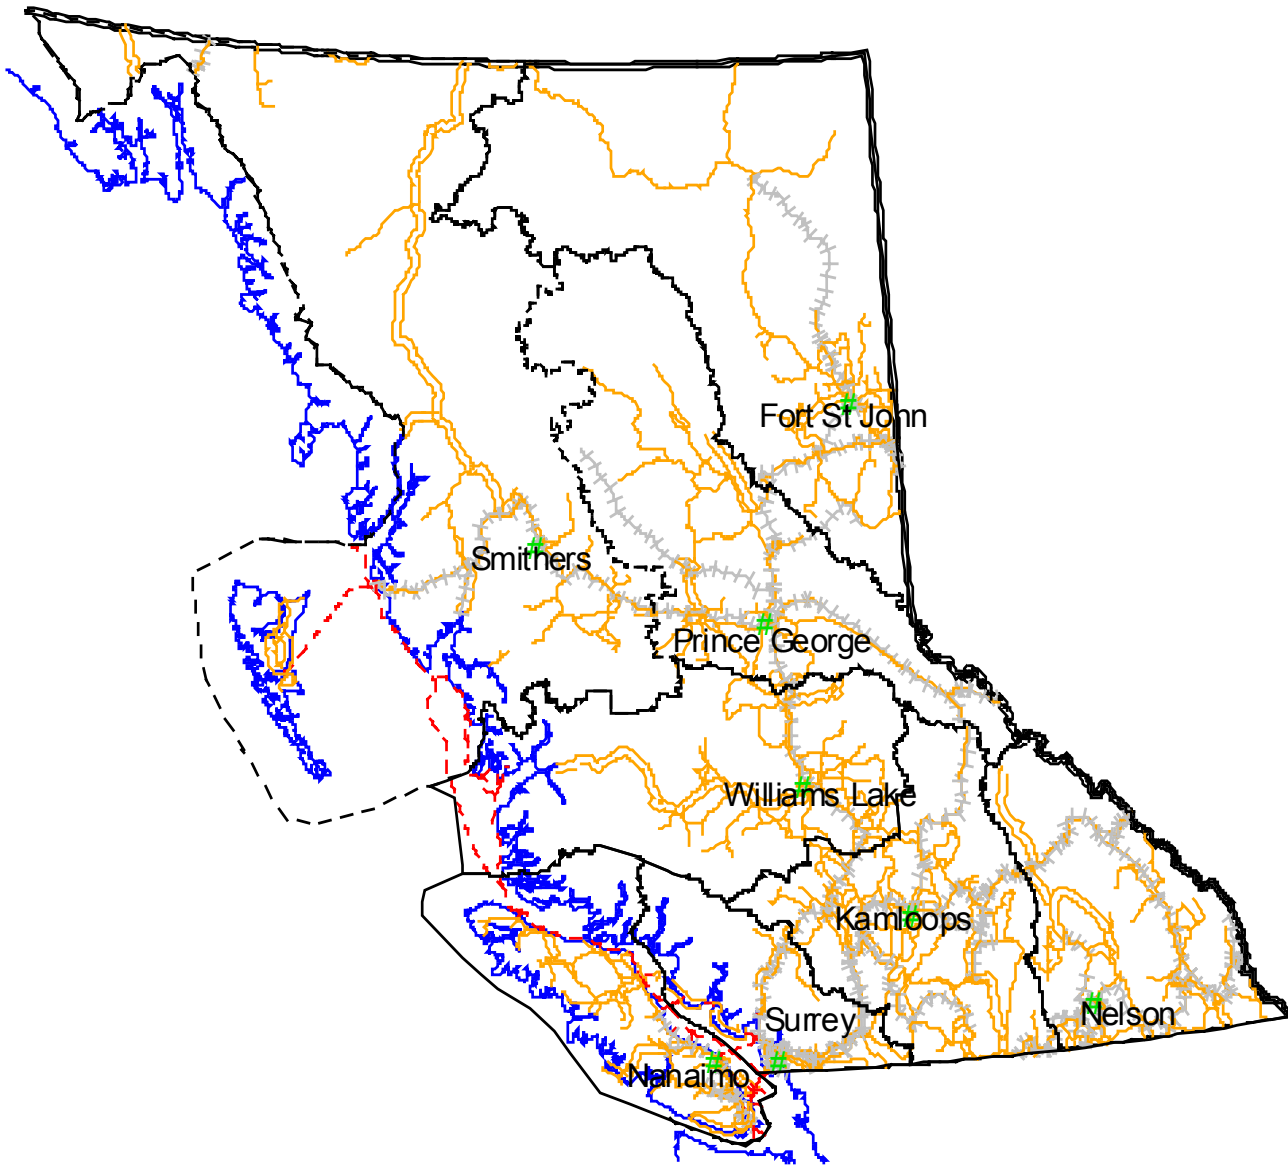 Fort St John
Smithers
Prince George
Williams Lake
Kamloops
Nelson
Surrey
Nanaimo